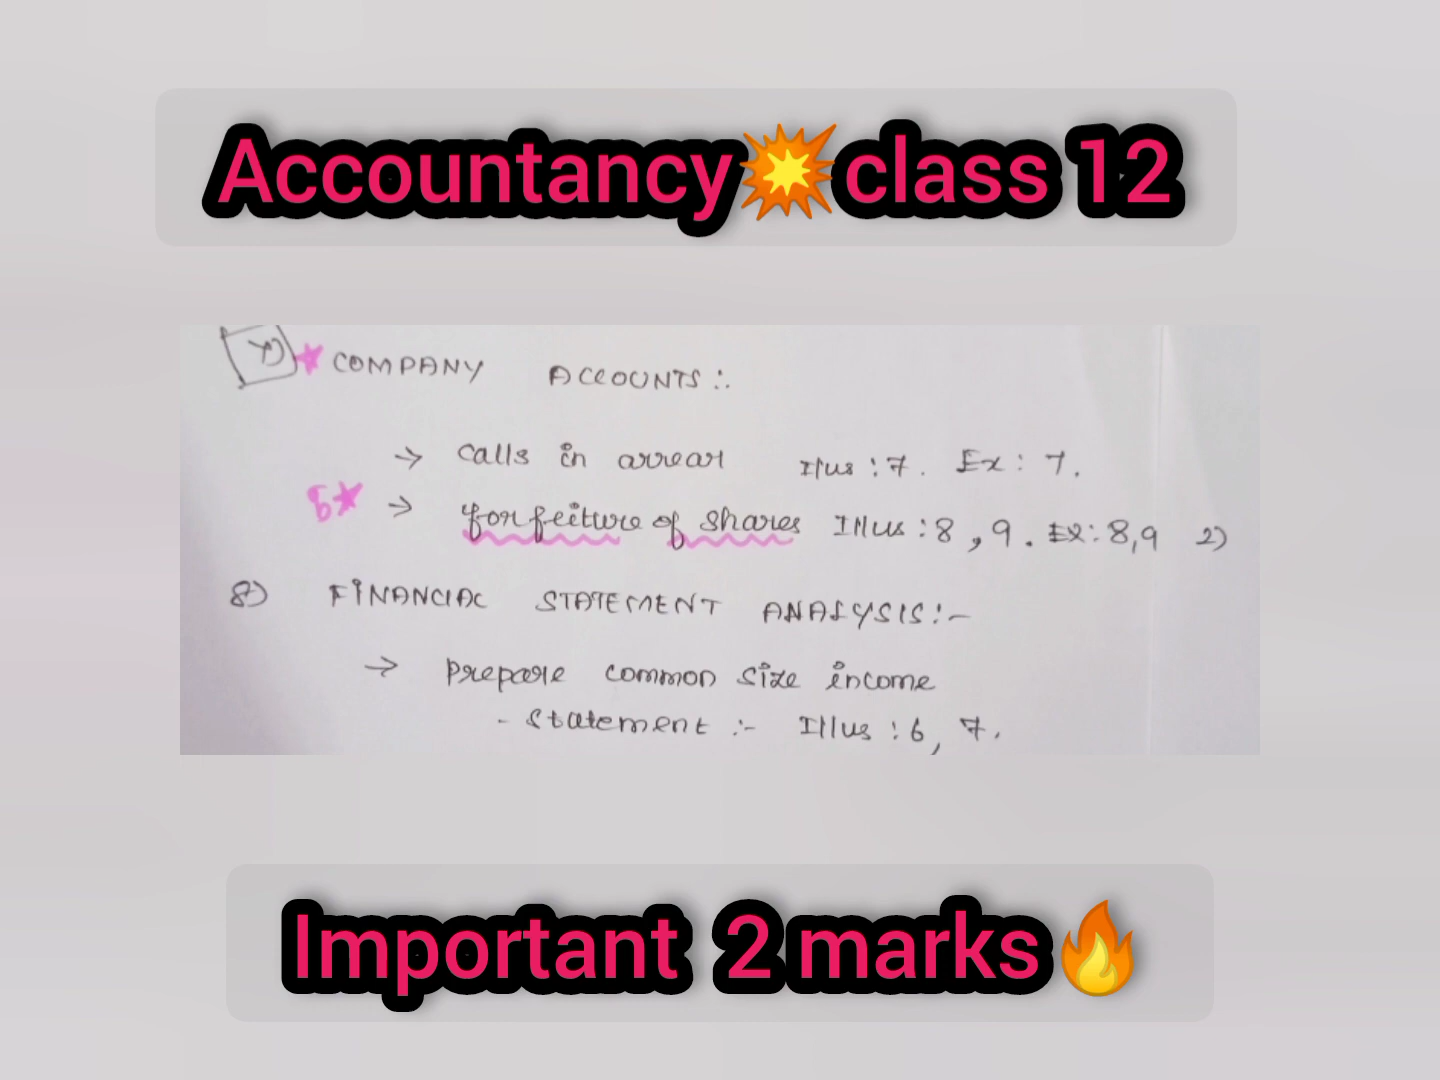 Accountancy💥class 12
7) ★ COMPANY ACCOUNTS :-
→ calls in arrear Illus : 7. Ex : 7.
5★ → forfeiture of shares Illus : 8, 9. Ex: 8,9 2)
8) FINANCIAL STATEMENT ANALYSIS:-
→ prepare common size income
- statement :- Illus : 6, 7.
Important 2 marks🔥